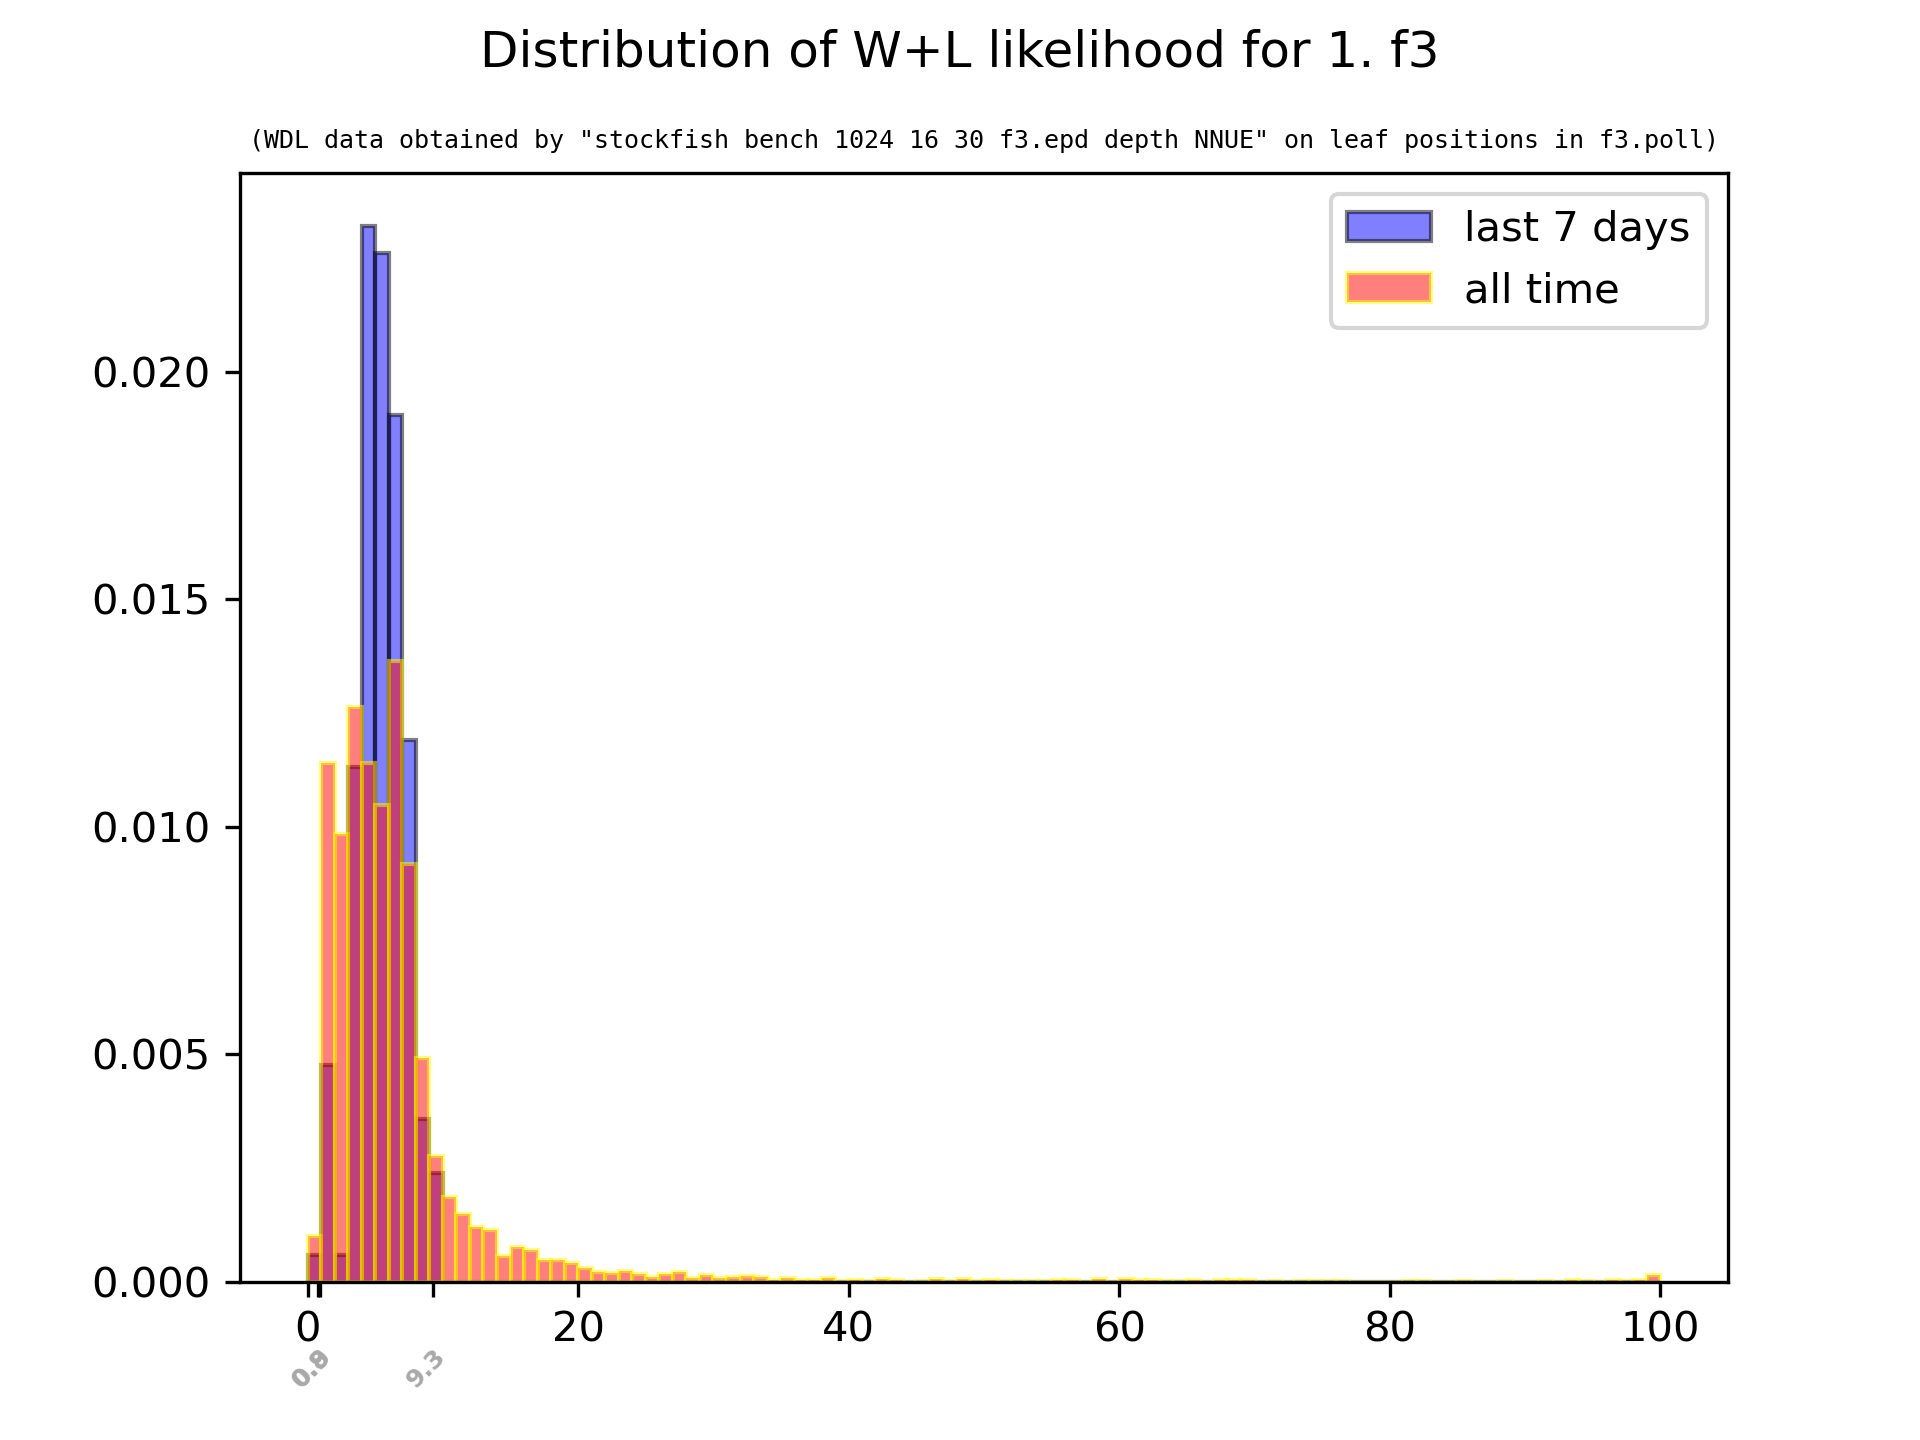 Distribution of W+L likelihood for 1. f3
(WDL data obtained by "stockfish bench 1024 16 30 f3.epd depth NNUE" on leaf positions in f3.poll)
last 7 days
all time
0.020
0.015
0.010
0.005
0.000
0 20 40 60 80 100
9.3